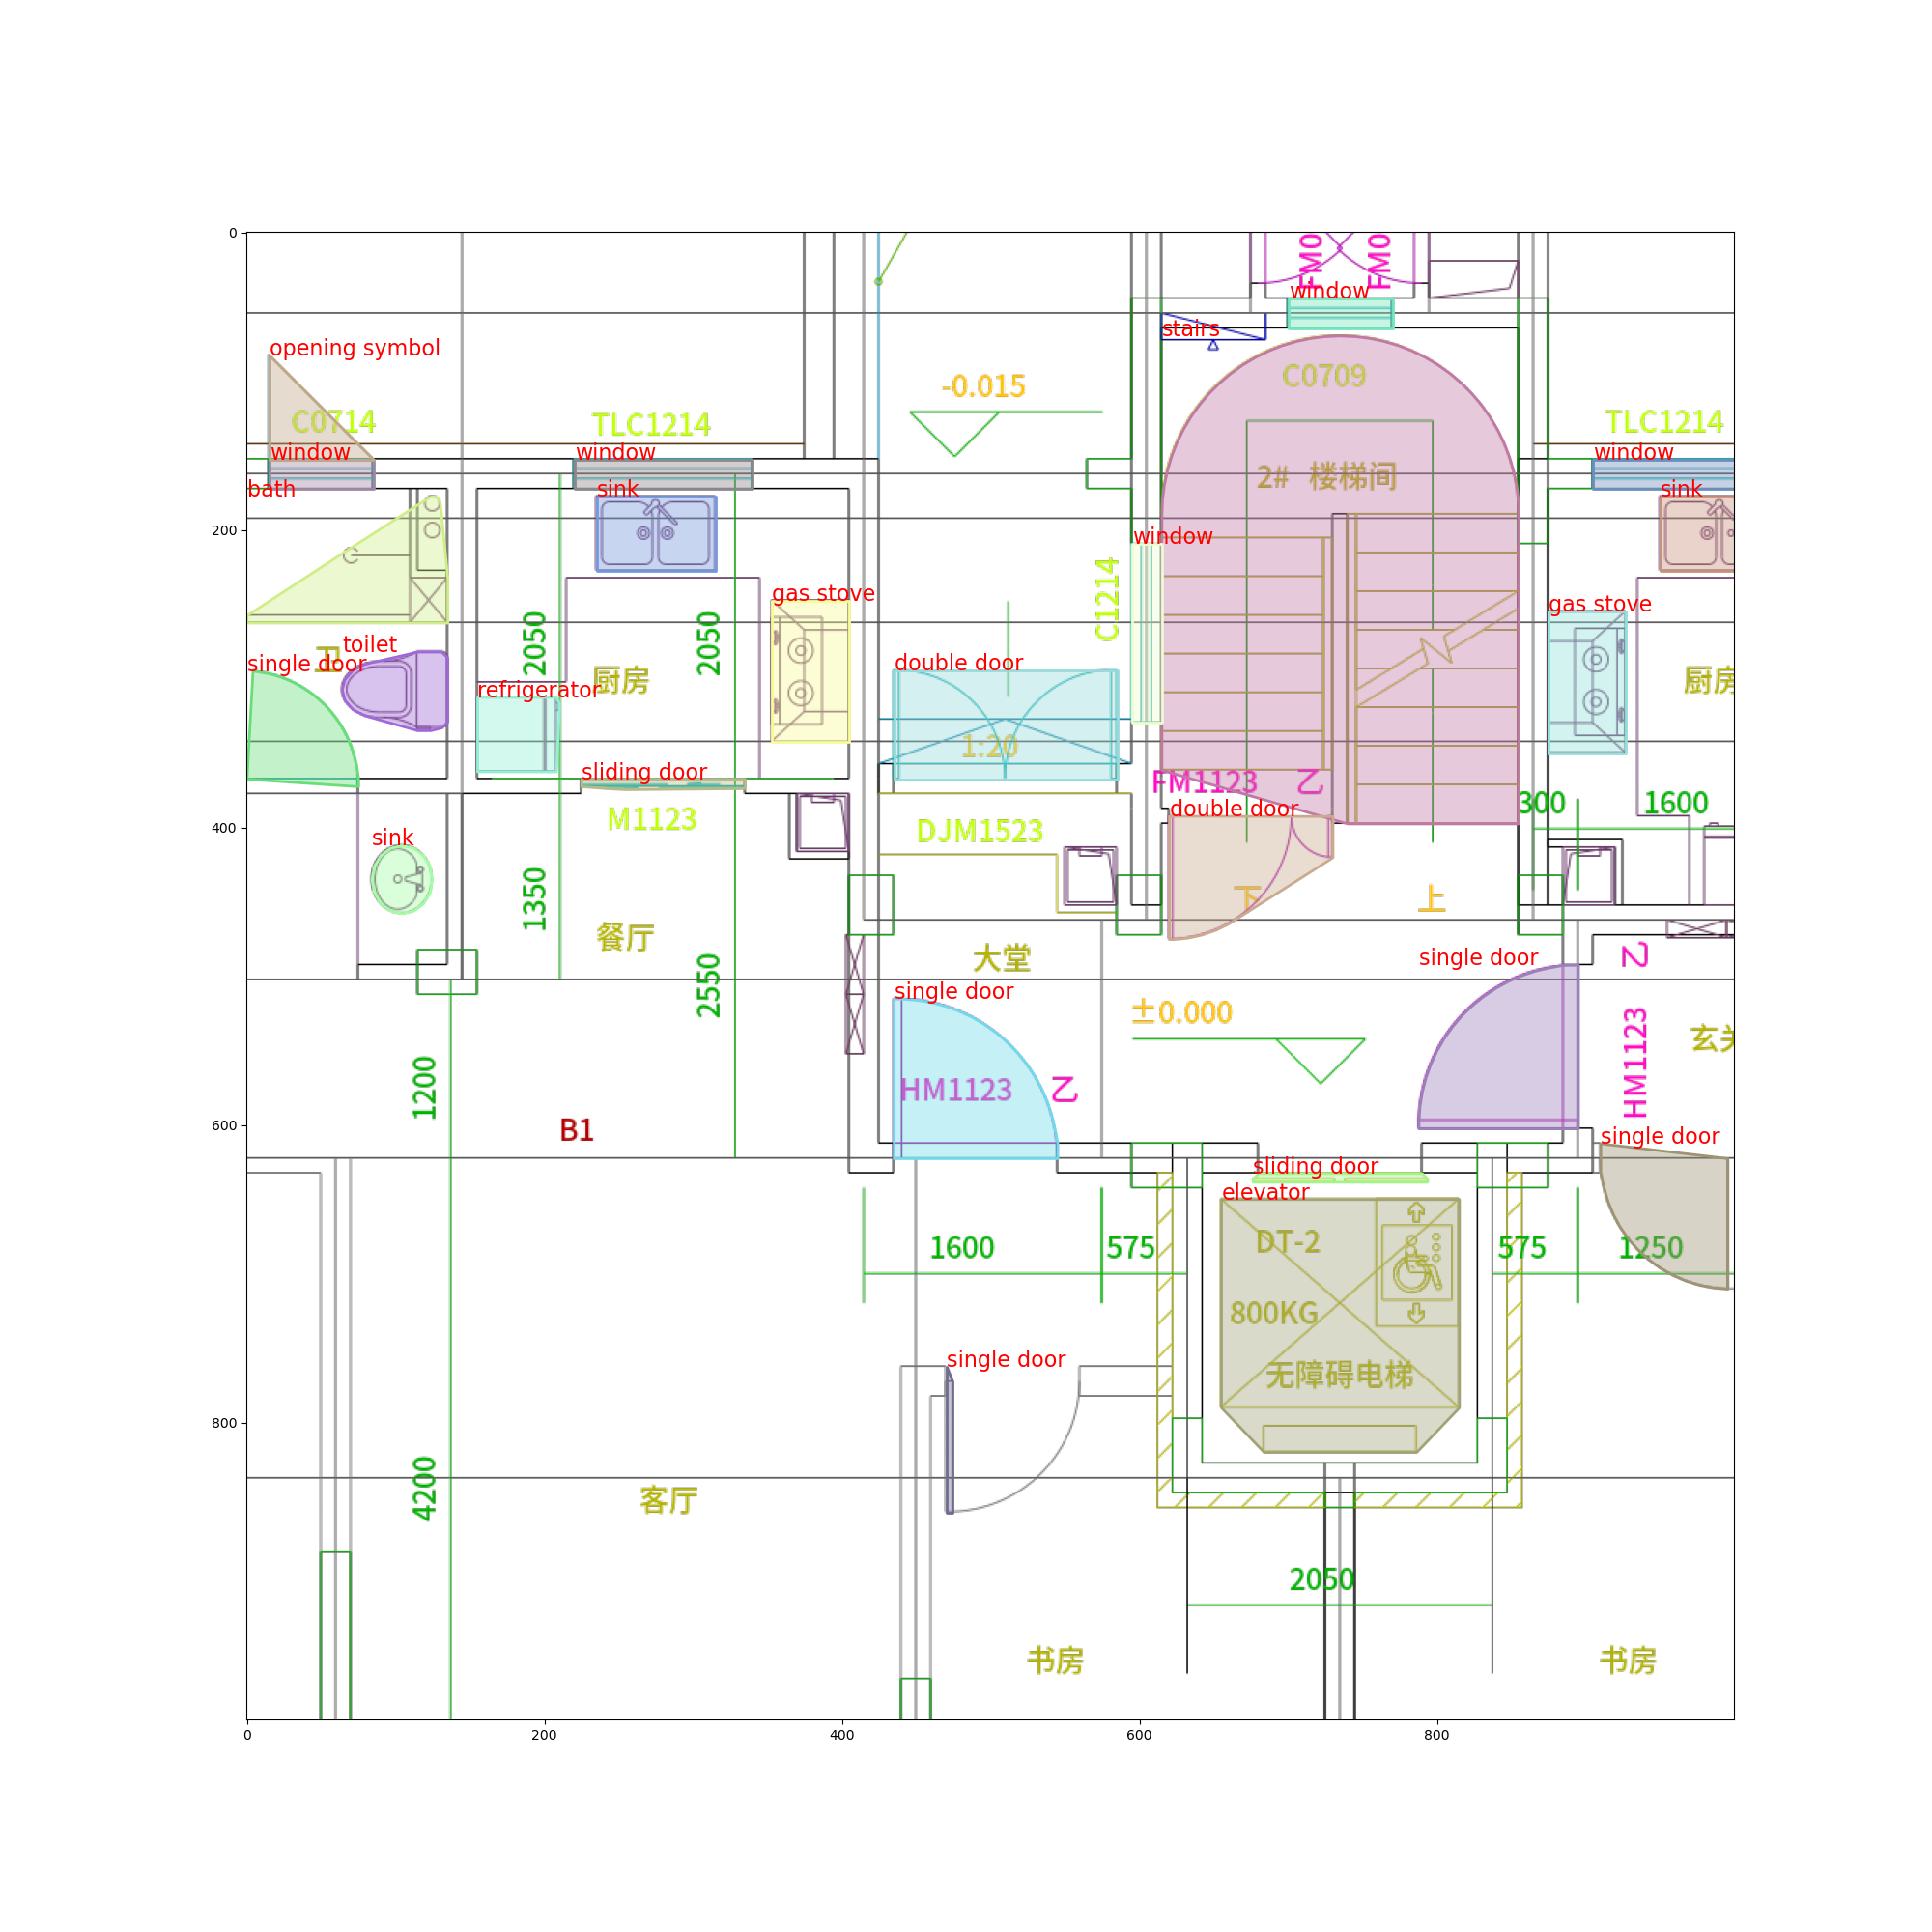 0
FM0
FM0
window
stairs
opening symbol
C0709
-0.015
C0714
TLC1214
TLC1214
window
window
window
2# 楼梯间
bath
sink
sink
200
window
C1214
gas stove
gas stove
2050
2050
toilet
卫
single door
double door
厨房
厨房
refrigerator
1:20
sliding door
FM1123 乙
double door
300
1600
M1123
DJM1523
400
sink
下
上
1350
餐厅
大堂
single door
乙
2550
single door
±0.000
玄关
HM1123
HM1123 乙
1200
B1
600
single door
sliding door
elevator
DT-2
1600
575
575
1250
800KG
single door
无障碍电梯
800
4200
客厅
2050
书房
书房
0
200
400
600
800